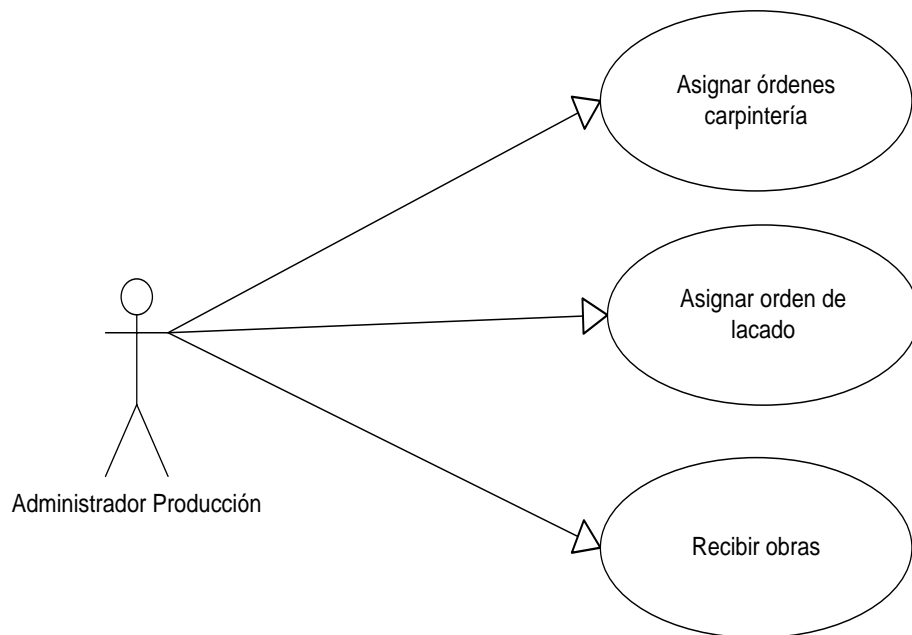 Asignar órdenes
carpintería
Asignar orden de
lacado
Administrador Producción
Recibir obras